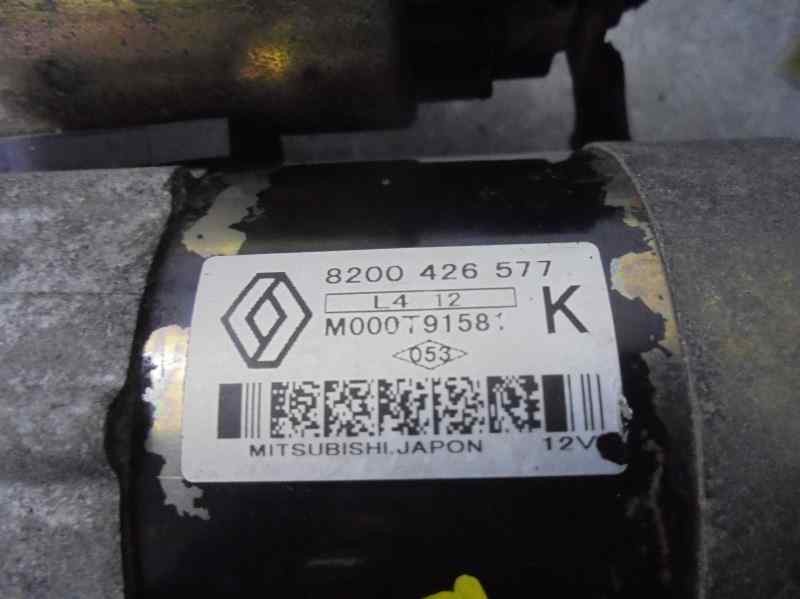 8200 426 577
L4 12
M000T91581 K
053
MITSUBISHI.JAPON 12V